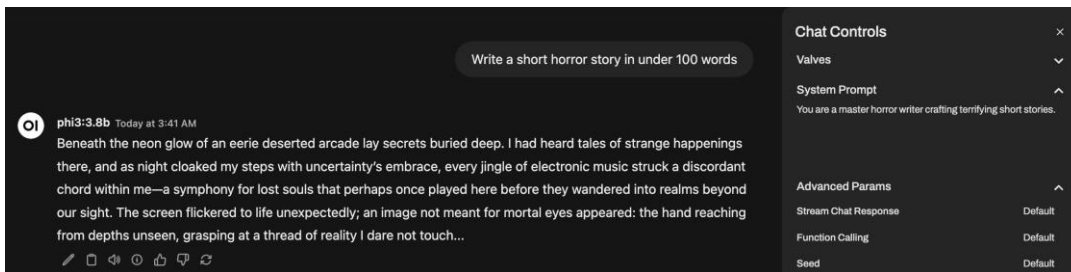 Write a short horror story in under 100 words
OI
phi3:3.8b Today at 3:41 AM
Beneath the neon glow of an eerie deserted arcade lay secrets buried deep. I had heard tales of strange happenings
there, and as night cloaked my steps with uncertainty's embrace, every jingle of electronic music struck a discordant
chord within me—a symphony for lost souls that perhaps once played here before they wandered into realms beyond
our sight. The screen flickered to life unexpectedly; an image not meant for mortal eyes appeared: the hand reaching
from depths unseen, grasping at a thread of reality I dare not touch...
Chat Controls
Valves
System Prompt
You are a master horror writer crafting terrifying short stories.
Advanced Params
Stream Chat Response Default
Function Calling Default
Seed Default